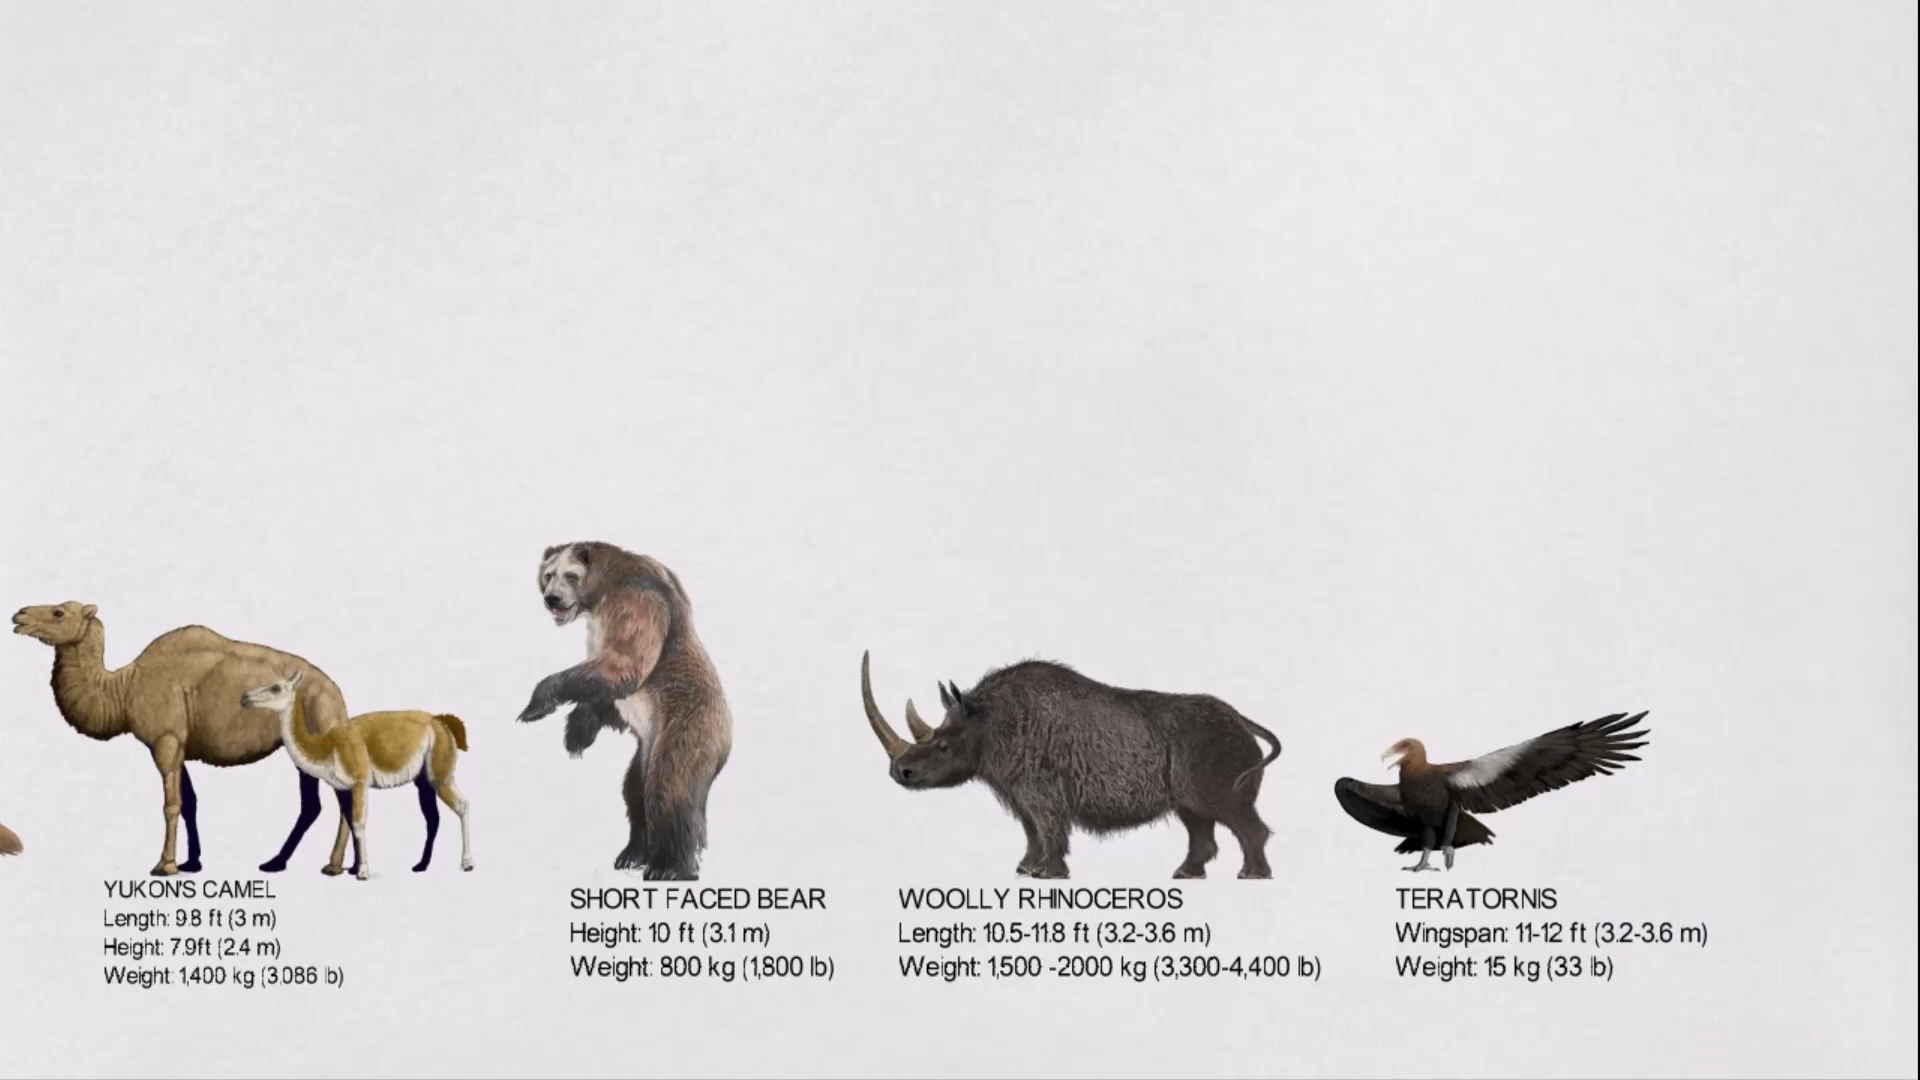 YUKON'S CAMEL
Length: 9.8 ft (3 m)
Height: 7.9ft (2.4 m)
Weight: 1,400 kg (3,086 lb)
SHORT FACED BEAR
Height: 10 ft (3.1 m)
Weight: 800 kg (1,800 lb)
WOOLLY RHINOCEROS
Length: 10.5-11.8 ft (3.2-3.6 m)
Weight: 1,500 -2000 kg (3,300-4,400 lb)
TERATORNIS
Wingspan: 11-12 ft (3.2-3.6 m)
Weight: 15 kg (33 lb)